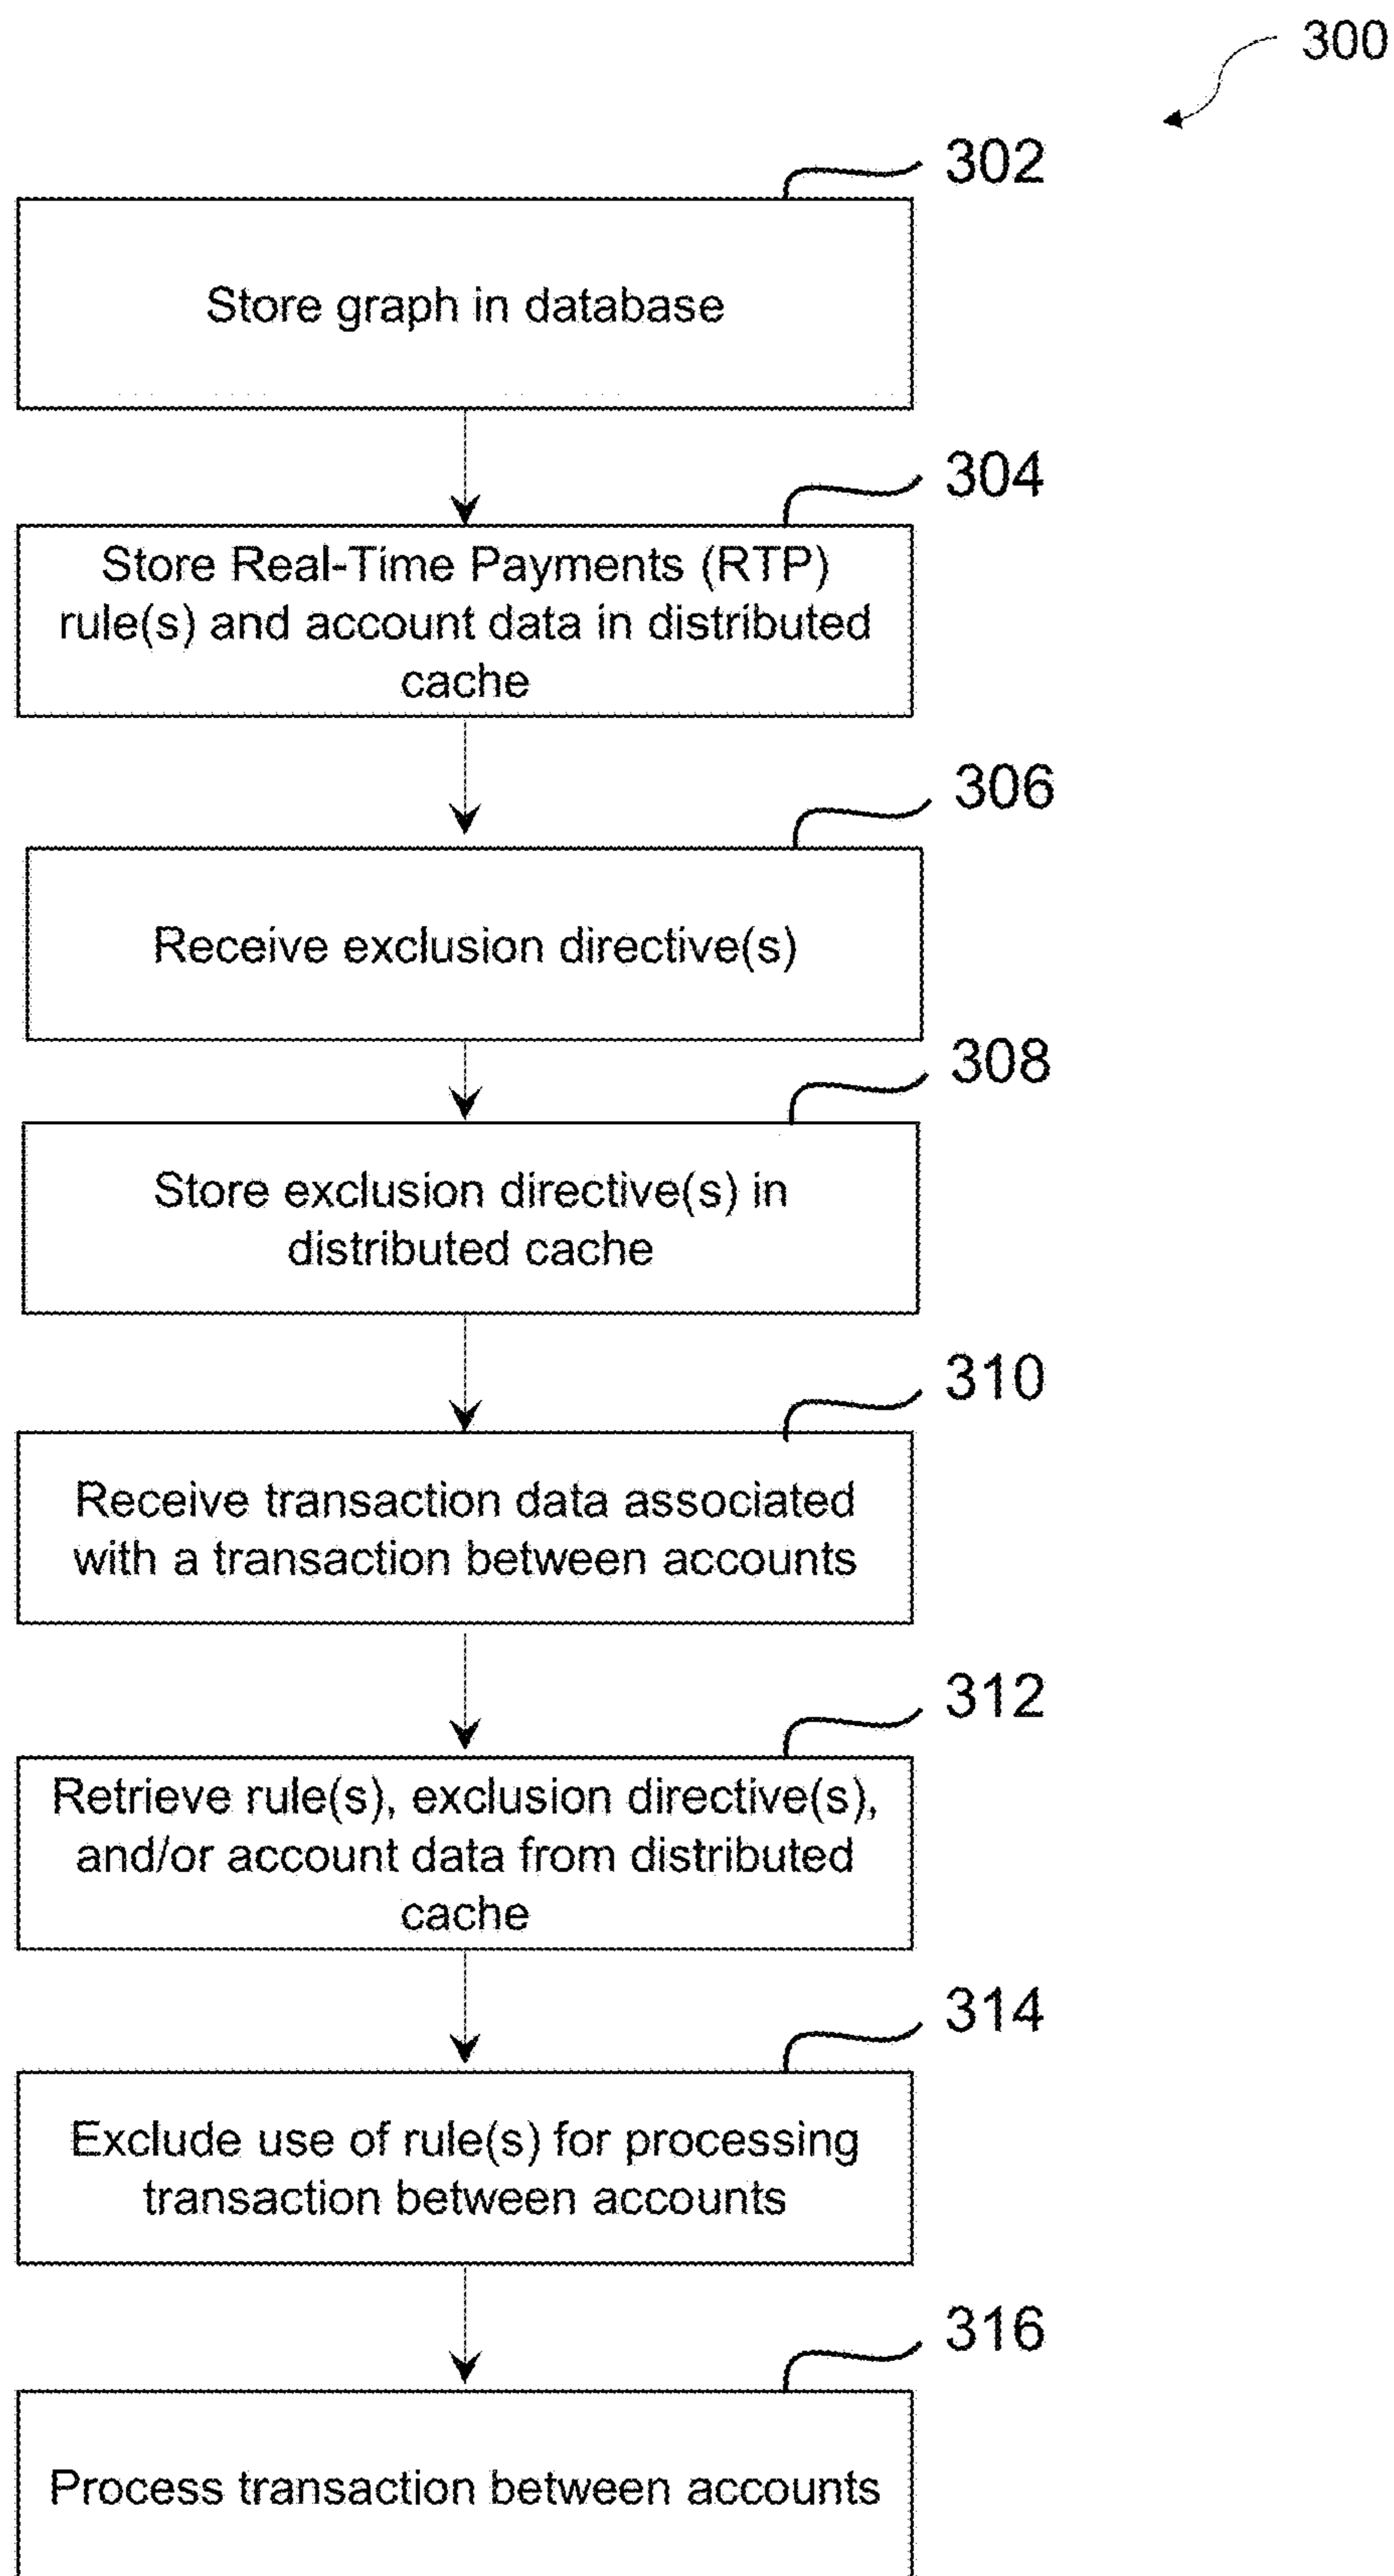 300
302
Store graph in database
304
Store Real-Time Payments (RTP)
rule(s) and account data in distributed
cache
306
Receive exclusion directive(s)
308
Store exclusion directive(s) in
distributed cache
310
Receive transaction data associated
with a transaction between accounts
312
Retrieve rule(s), exclusion directive(s),
and/or account data from distributed
cache
314
Exclude use of rule(s) for processing
transaction between accounts
316
Process transaction between accounts